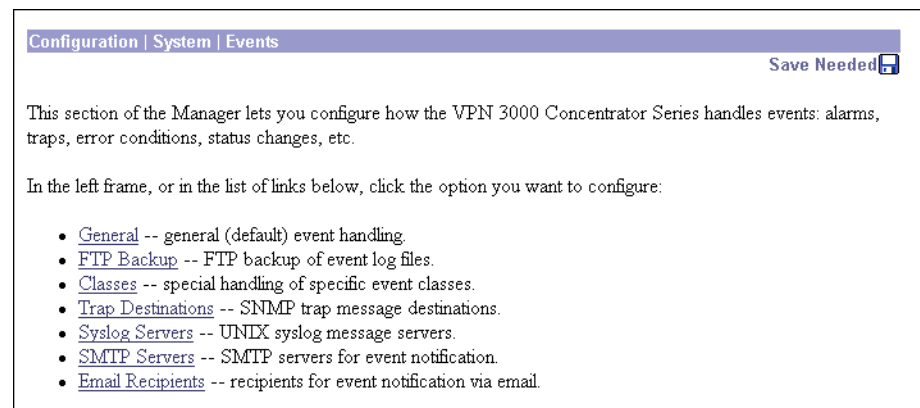 Configuration | System | Events
Save Needed
This section of the Manager lets you configure how the VPN 3000 Concentrator Series handles events: alarms,
traps, error conditions, status changes, etc.
In the left frame, or in the list of links below, click the option you want to configure:
• General -- general (default) event handling.
• FTP Backup -- FTP backup of event log files.
• Classes -- special handling of specific event classes.
• Trap Destinations -- SNMP trap message destinations.
• Syslog Servers -- UNIX syslog message servers.
• SMTP Servers -- SMTP servers for event notification.
• Email Recipients -- recipients for event notification via email.